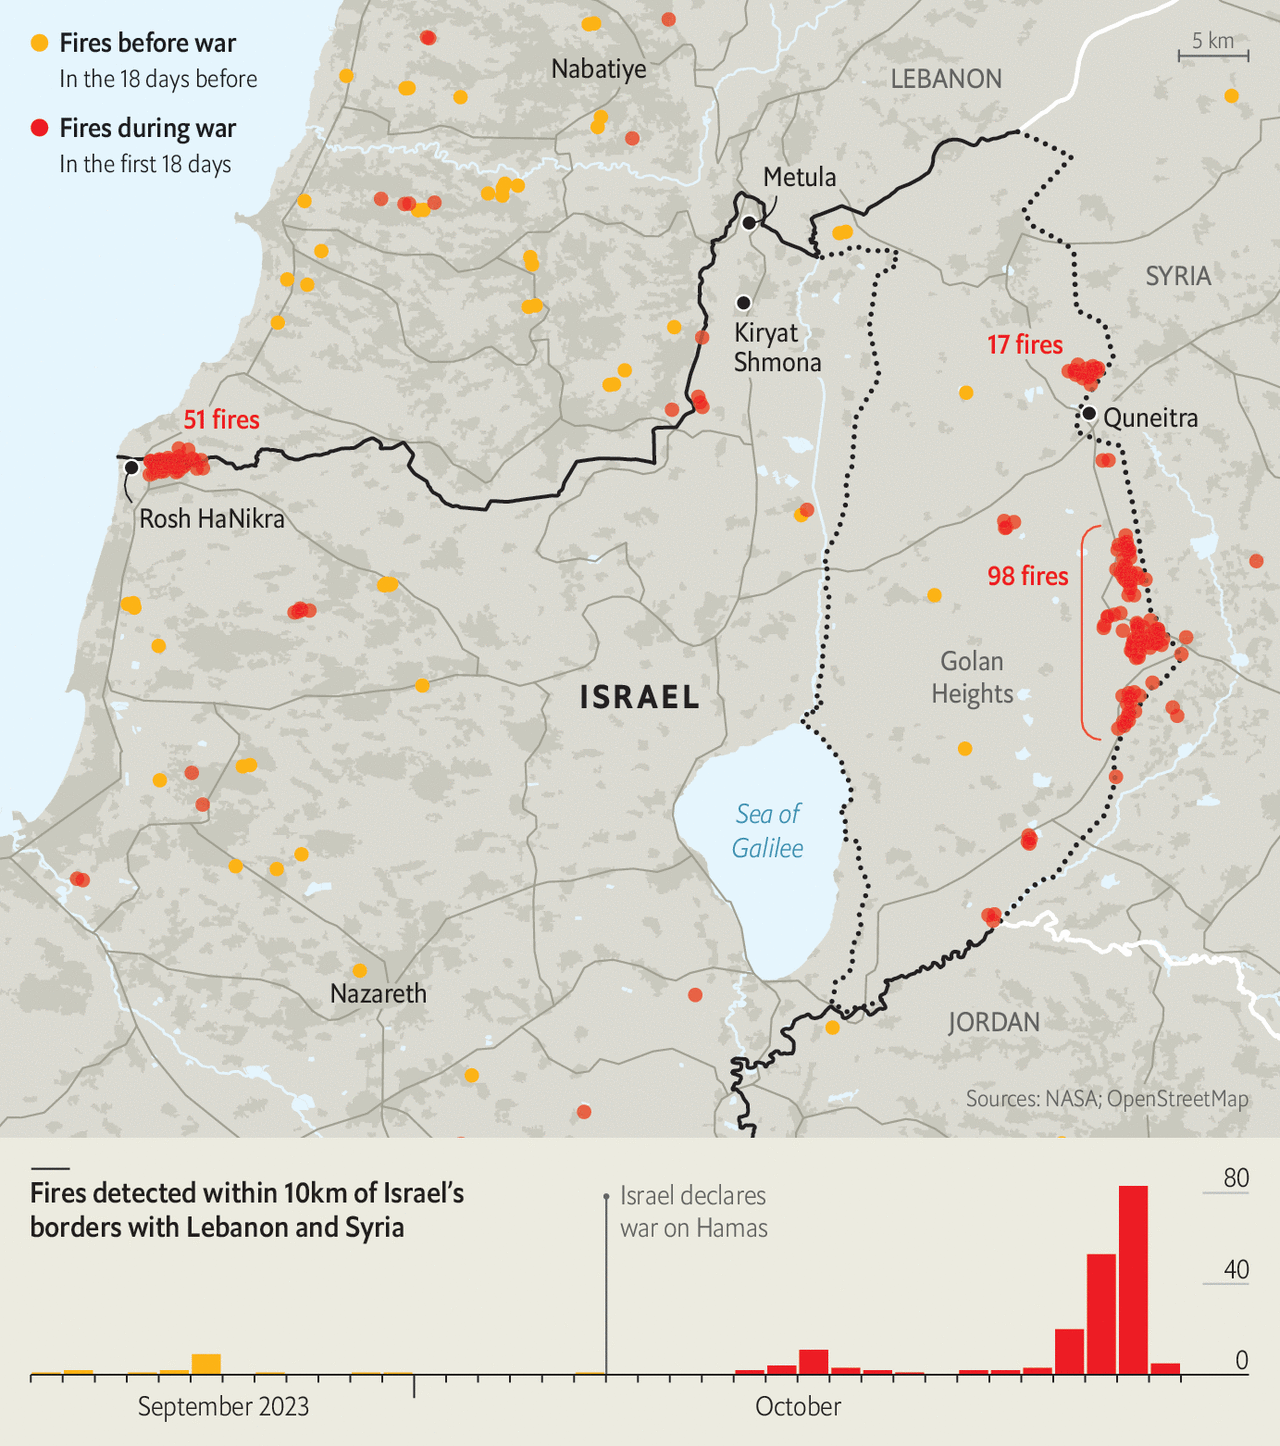 Fires before war
In the 18 days before
Fires during war
In the first 18 days
5 km
Nabatiye
LEBANON
Metula
SYRIA
Kiryat
Shmona
17 fires
Quneitra
51 fires
Rosh HaNikra
98 fires
Golan
Heights
ISRAEL
Sea of
Galilee
Nazareth
JORDAN
Sources: NASA; OpenStreetMap
Fires detected within 10km of Israel’s
borders with Lebanon and Syria
Israel declares
war on Hamas
80
40
0
September 2023
October